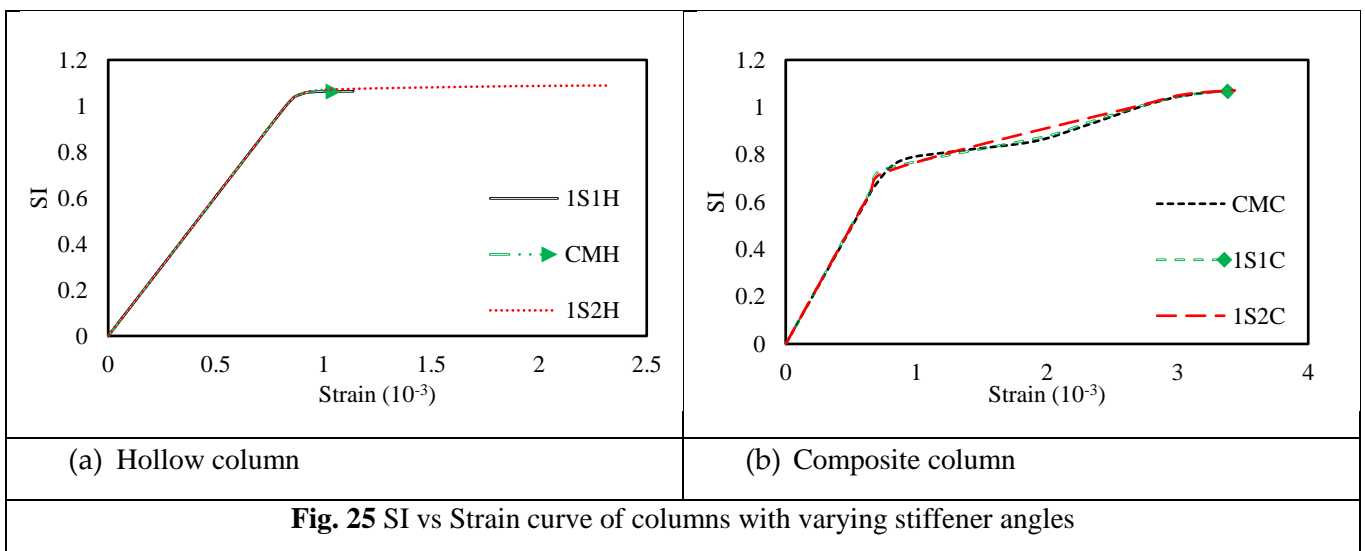 1.2
1
0.8
0.6
0.4
0.2
0
SI
0 0.5 1 1.5 2 2.5
Strain (10⁻³)
1S1H
CMH
1S2H
1.2
1
0.8
0.6
0.4
0.2
0
SI
0 1 2 3 4
Strain (10⁻³)
CMC
1S1C
1S2C
(a) Hollow column
(b) Composite column
Fig. 25 SI vs Strain curve of columns with varying stiffener angles